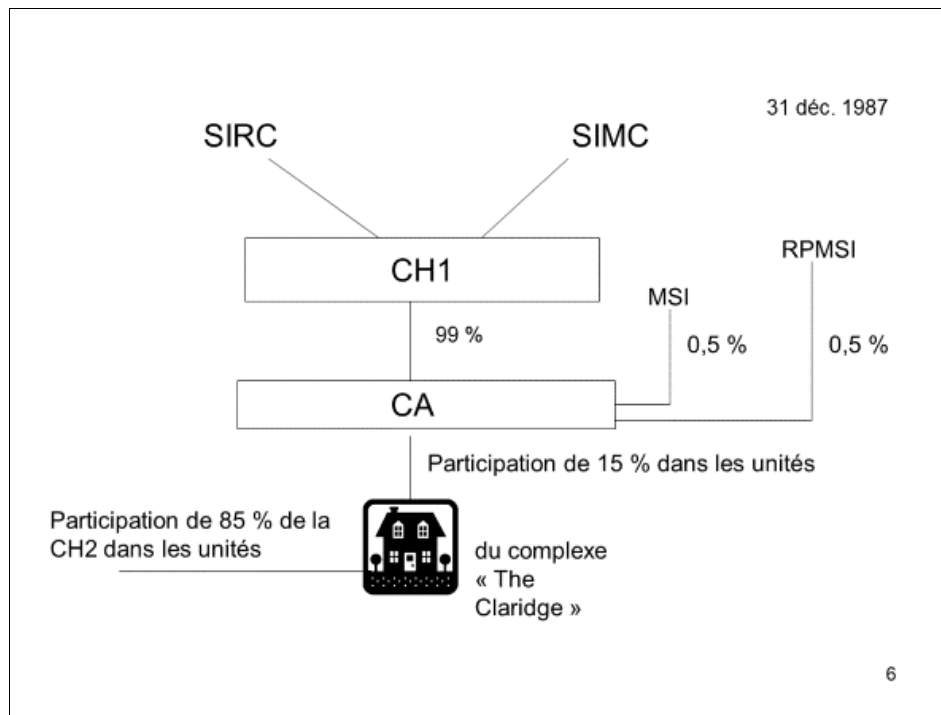 31 déc. 1987
SIRC
SIMC
CH1
RPMSI
MSI
99 %
0,5 %
0,5 %
CA
Participation de 15 % dans les unités
Participation de 85 % de la
CH2 dans les unités
du complexe
« The
Claridge »
6